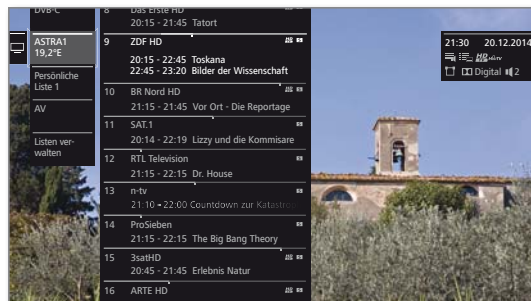 DVB-C
ASTRA1
19,2°E
Persönliche
Liste 1
AV
Listen ver-
walten
8 Das Erste HD
20:15 - 21:45 Tatort
9 ZDF HD
20:15 - 22:45 Toskana
22:45 - 23:20 Bilder der Wissenschaft
10 BR Nord HD
21:15 - 21:45 Vor Ort - Die Reportage
11 SAT.1
20:14 - 22:19 Lizzy und die Kommisare
12 RTL Television
21:15 - 22:15 Dr. House
13 n-tv
21:10 - 22:00 Countdown zur Katastro
14 ProSieben
21:15 - 22:15 The Big Bang Theory
15 3satHD
20:45 - 21:45 Erlebnis Natur
16 ARTE HD
21:30 20.12.2014
Digital 2